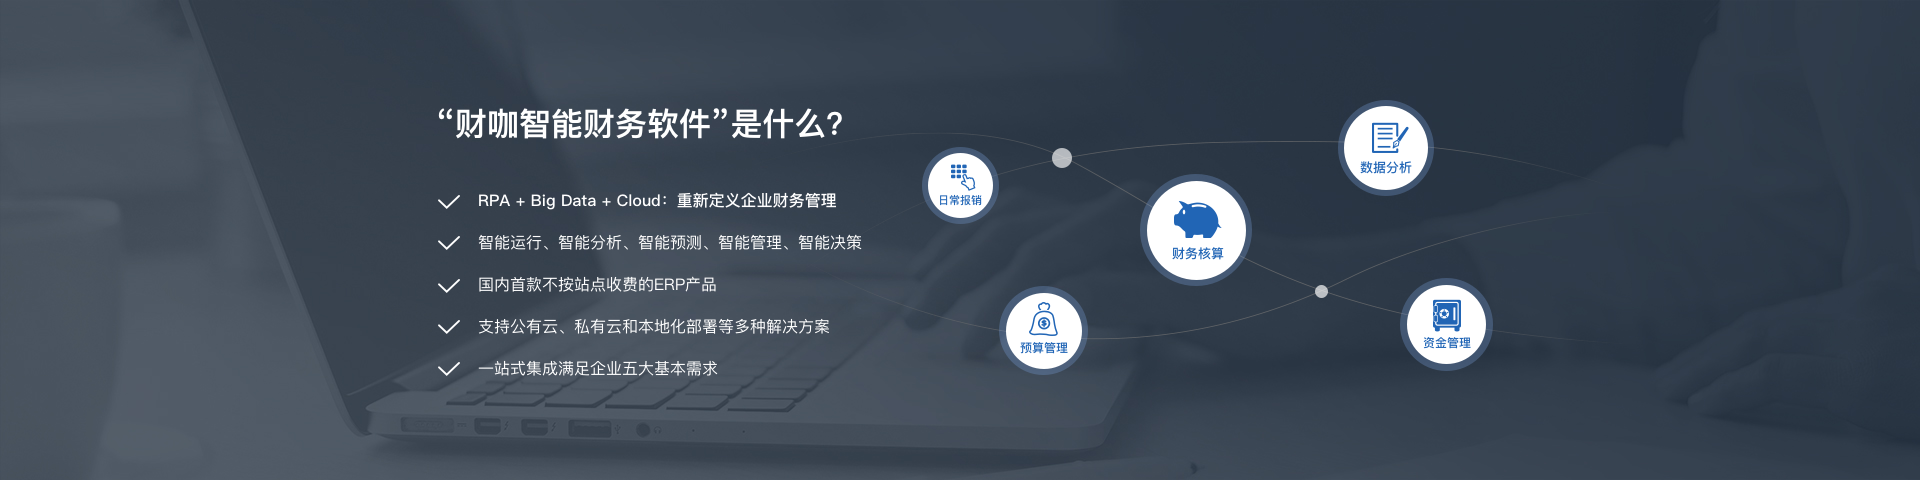 “财咖智能财务软件”是什么?
RPA + Big Data + Cloud：重新定义企业财务管理
智能运行、智能分析、智能预测、智能管理、智能决策
国内首款不按站点收费的ERP产品
支持公有云、私有云和本地化部署等多种解决方案
一站式集成满足企业五大基本需求
日常报销
财务核算
数据分析
预算管理
资金管理